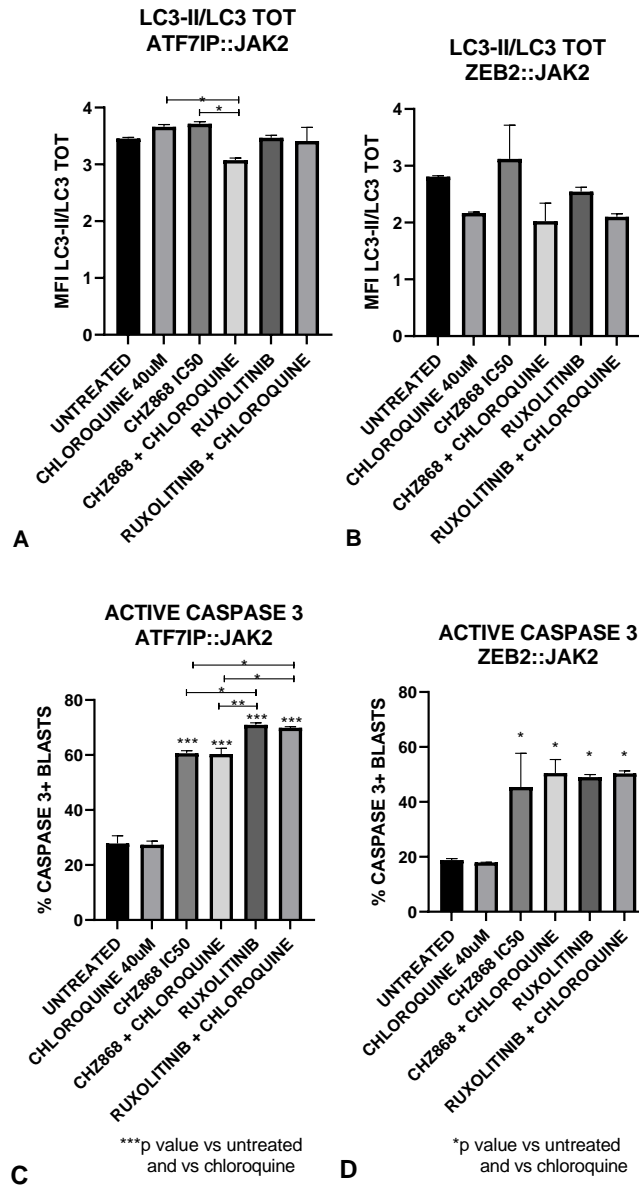 LC3-II/LC3 TOT
ATF7IP::JAK2
MFI LC3-II/LC3 TOT
4
3
2
1
0
*
*
UNTREATED
CHLOROQUINE 40uM
CHZ868 IC50
CHZ868 + CHLOROQUINE
RUXOLITINIB
RUXOLITINIB + CHLOROQUINE
A
LC3-II/LC3 TOT
ZEB2::JAK2
MFI LC3-II/LC3 TOT
4
3
2
1
0
UNTREATED
CHLOROQUINE 40uM
CHZ868 IC50
CHZ868 + CHLOROQUINE
RUXOLITINIB
RUXOLITINIB + CHLOROQUINE
B
ACTIVE CASPASE 3
ATF7IP::JAK2
% CASPASE 3+ BLASTS
80
60
40
20
0
*
*
*
**
***
***
***
***
UNTREATED
CHLOROQUINE 40uM
CHZ868 IC50
CHZ868 + CHLOROQUINE
RUXOLITINIB
RUXOLITINIB + CHLOROQUINE
***p value vs untreated
and vs chloroquine
C
ACTIVE CASPASE 3
ZEB2::JAK2
% CASPASE 3+ BLASTS
80
60
40
20
0
*
*
*
*
UNTREATED
CHLOROQUINE 40uM
CHZ868 IC50
CHZ868 + CHLOROQUINE
RUXOLITINIB
RUXOLITINIB + CHLOROQUINE
*p value vs untreated
and vs chloroquine
D